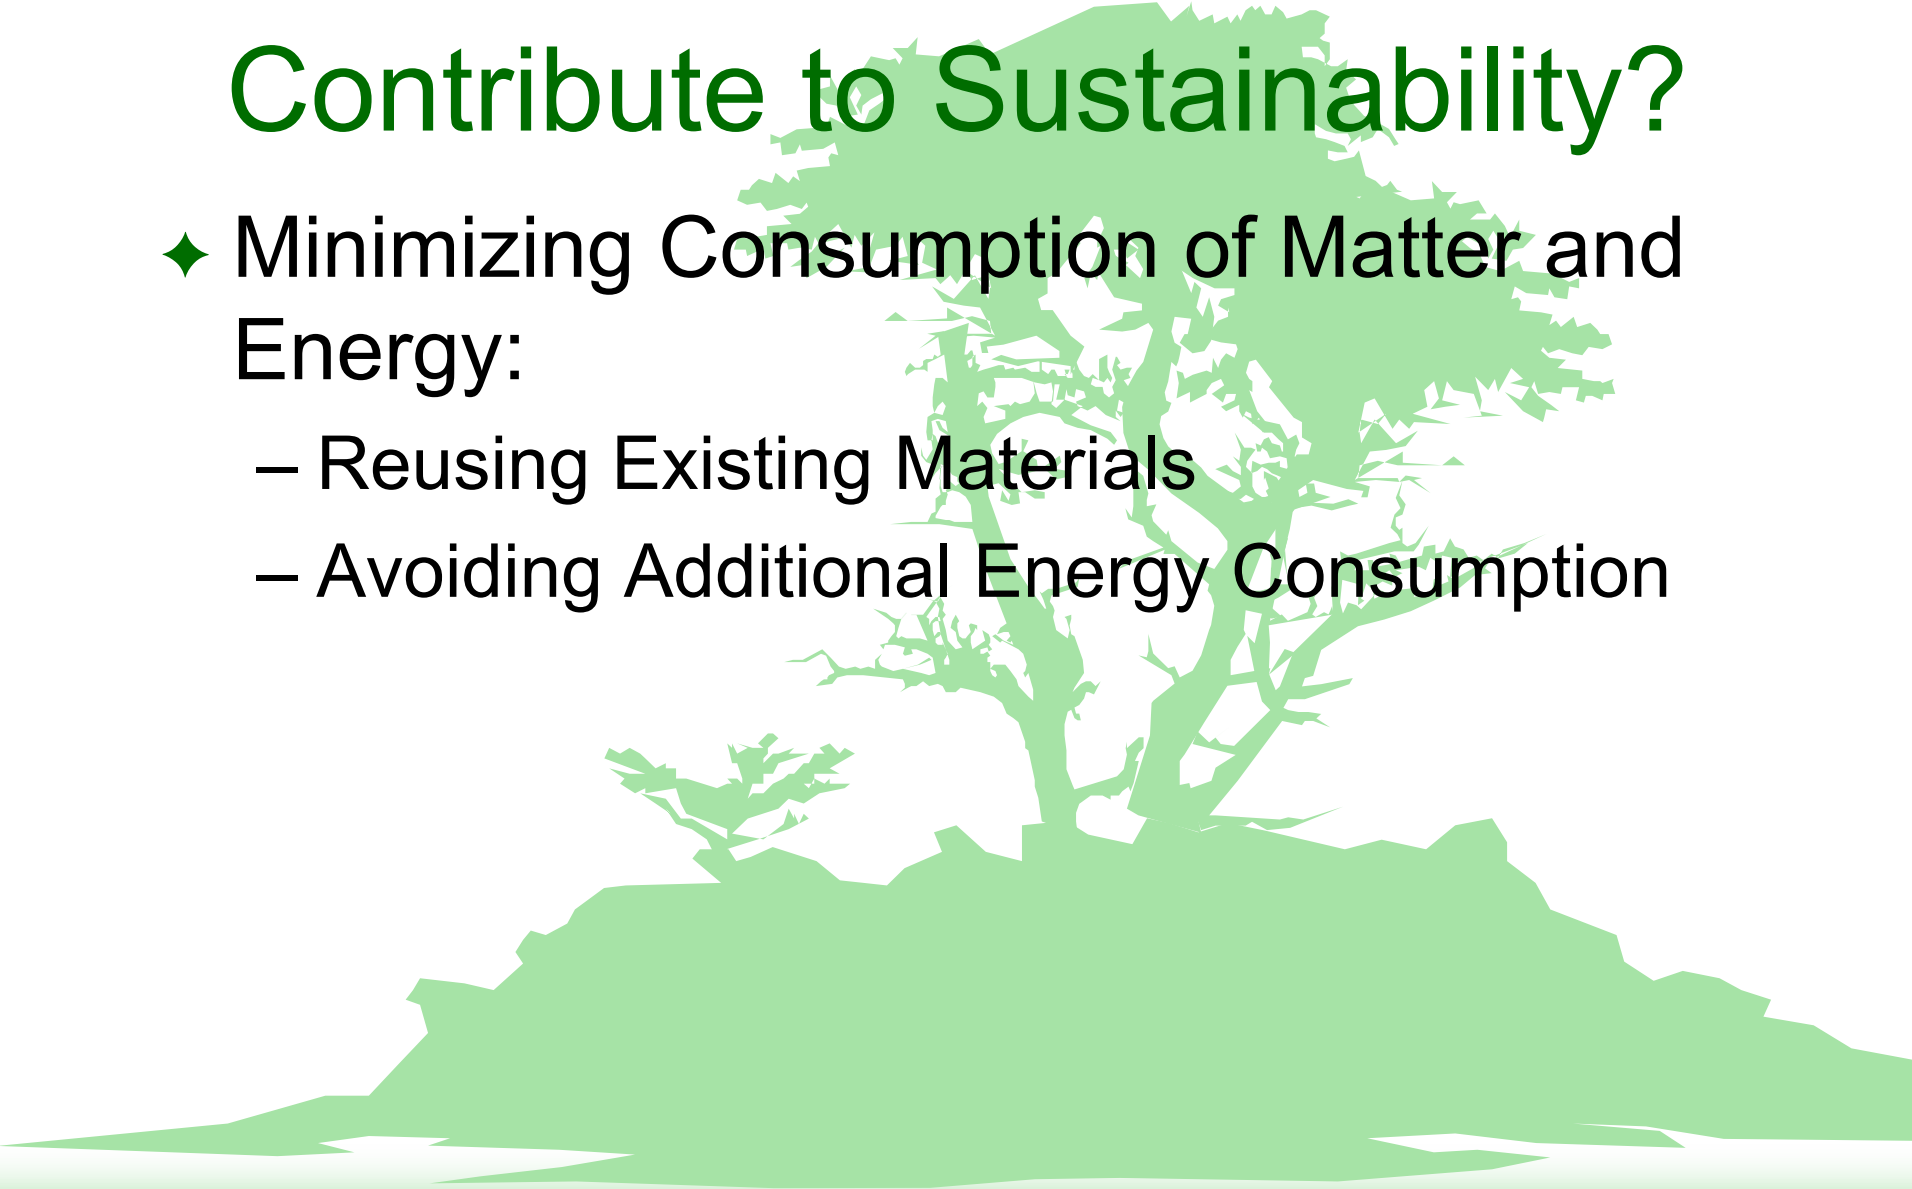 Contribute to Sustainability?
✦ Minimizing Consumption of Matter and
Energy:
– Reusing Existing Materials
– Avoiding Additional Energy Consumption